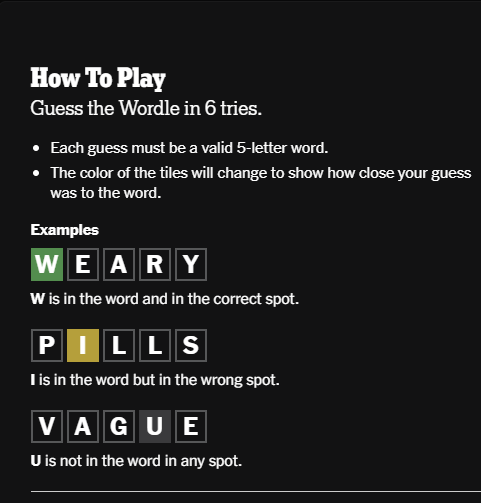 How To Play
Guess the Wordle in 6 tries.
• Each guess must be a valid 5-letter word.
• The color of the tiles will change to show how close your guess
was to the word.
Examples
W E A R Y
W is in the word and in the correct spot.
P I L L S
I is in the word but in the wrong spot.
V A G U E
U is not in the word in any spot.